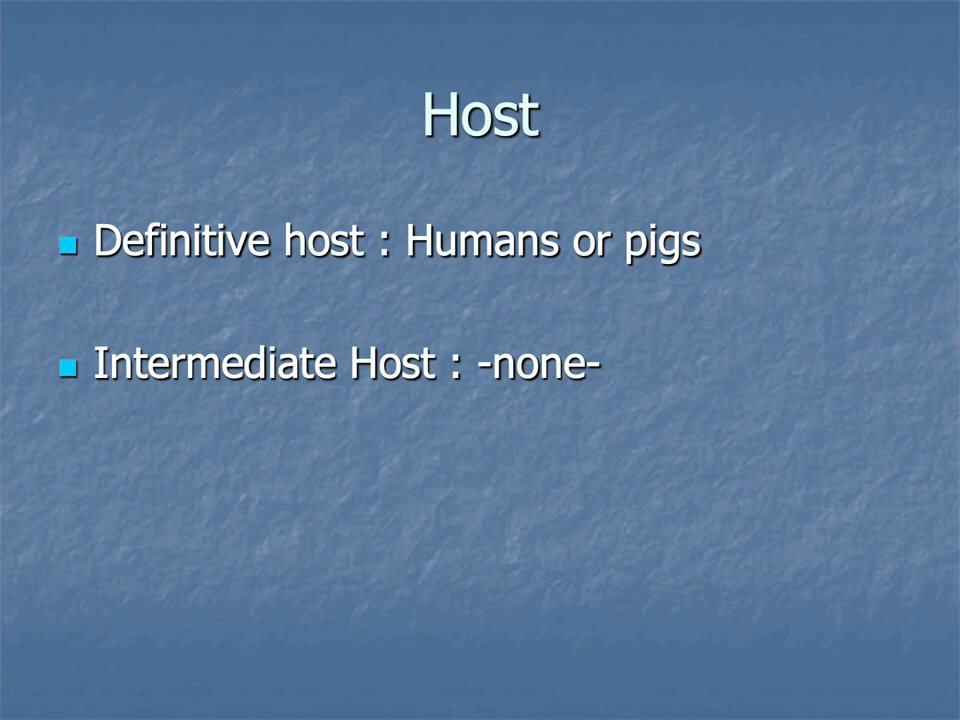 Host
Definitive host : Humans or pigs
Intermediate Host : -none-